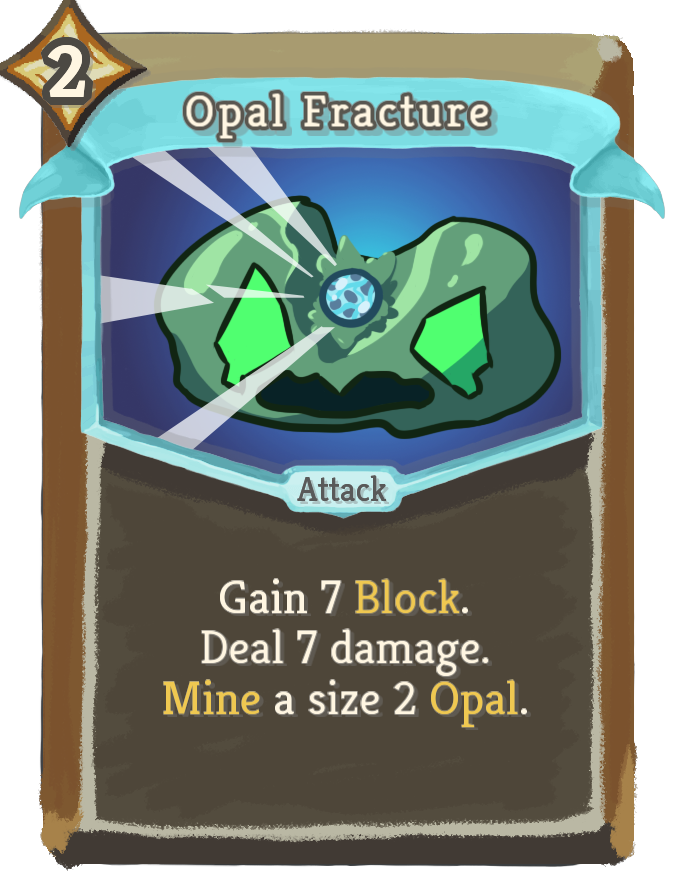 2
Opal Fracture
Attack
Gain 7 Block.
Deal 7 damage.
Mine a size 2 Opal.